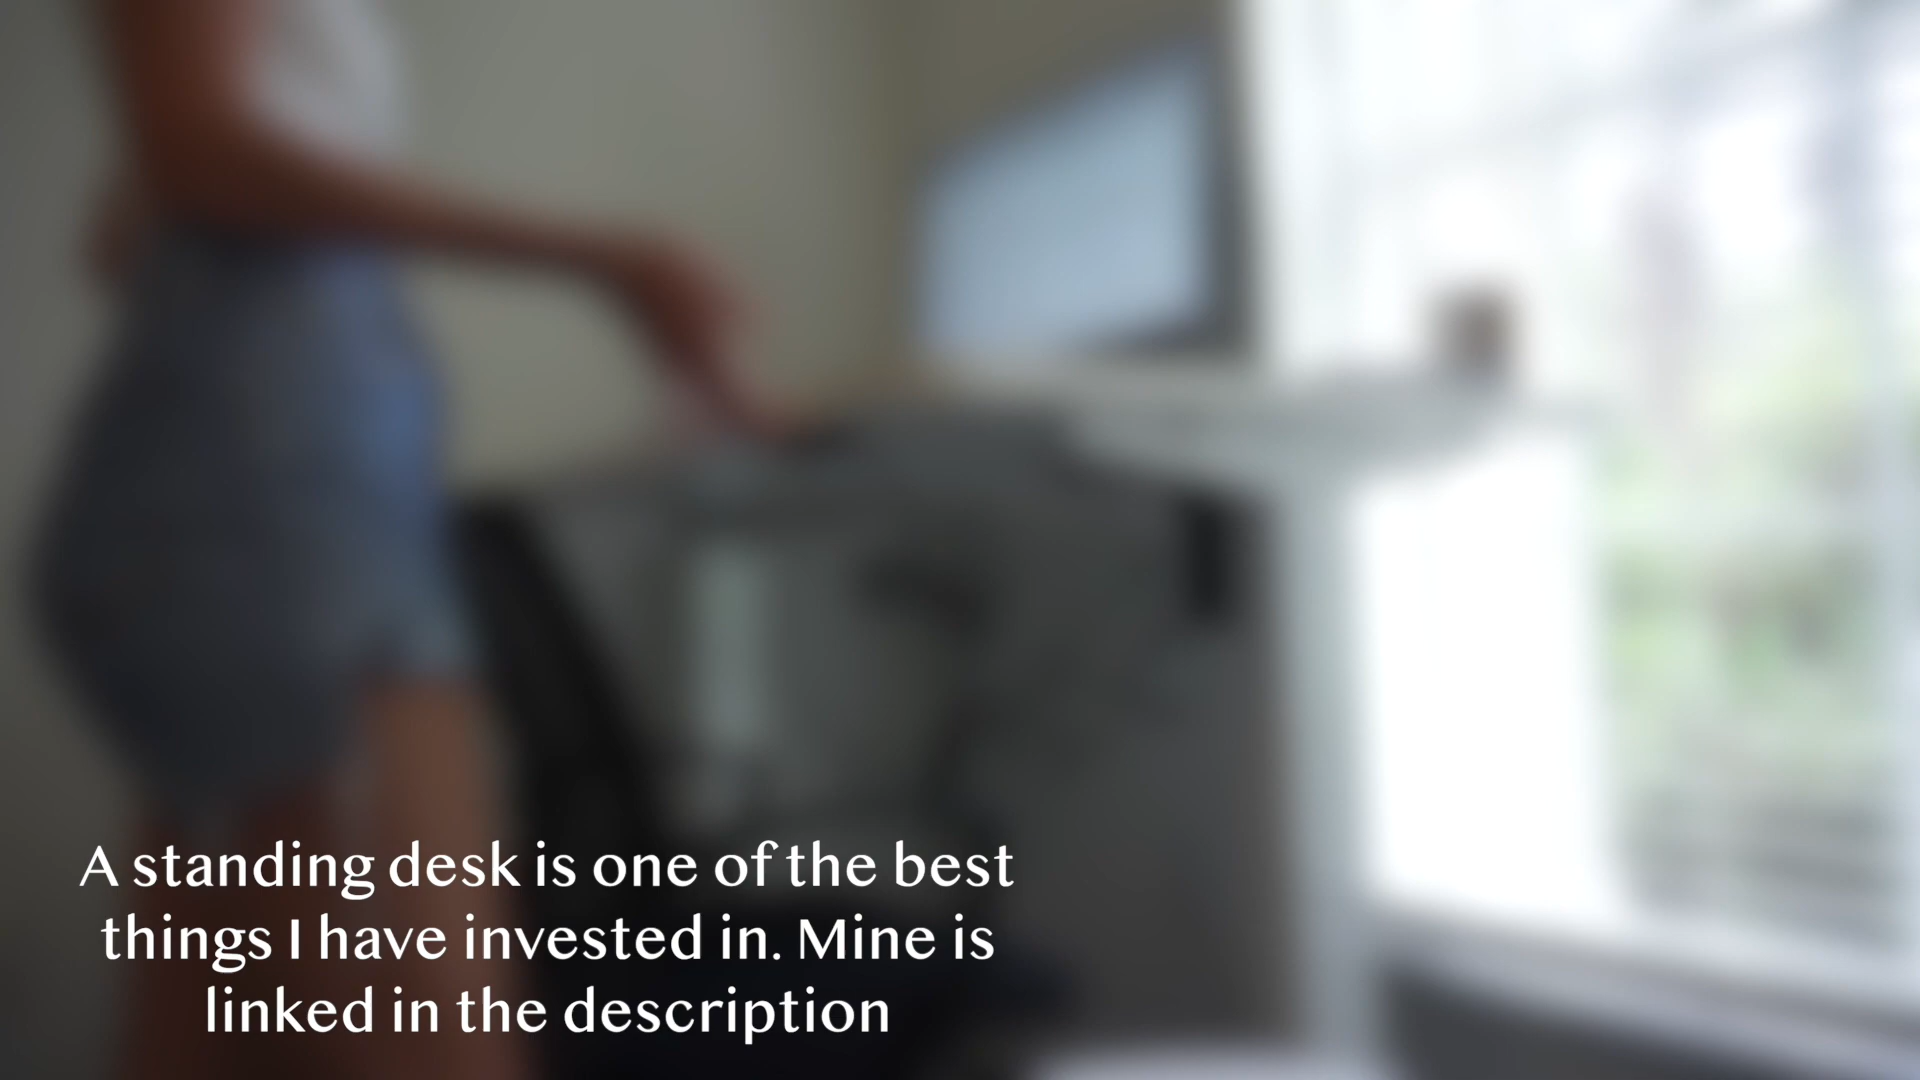 A standing desk is one of the best
things I have invested in. Mine is
linked in the description